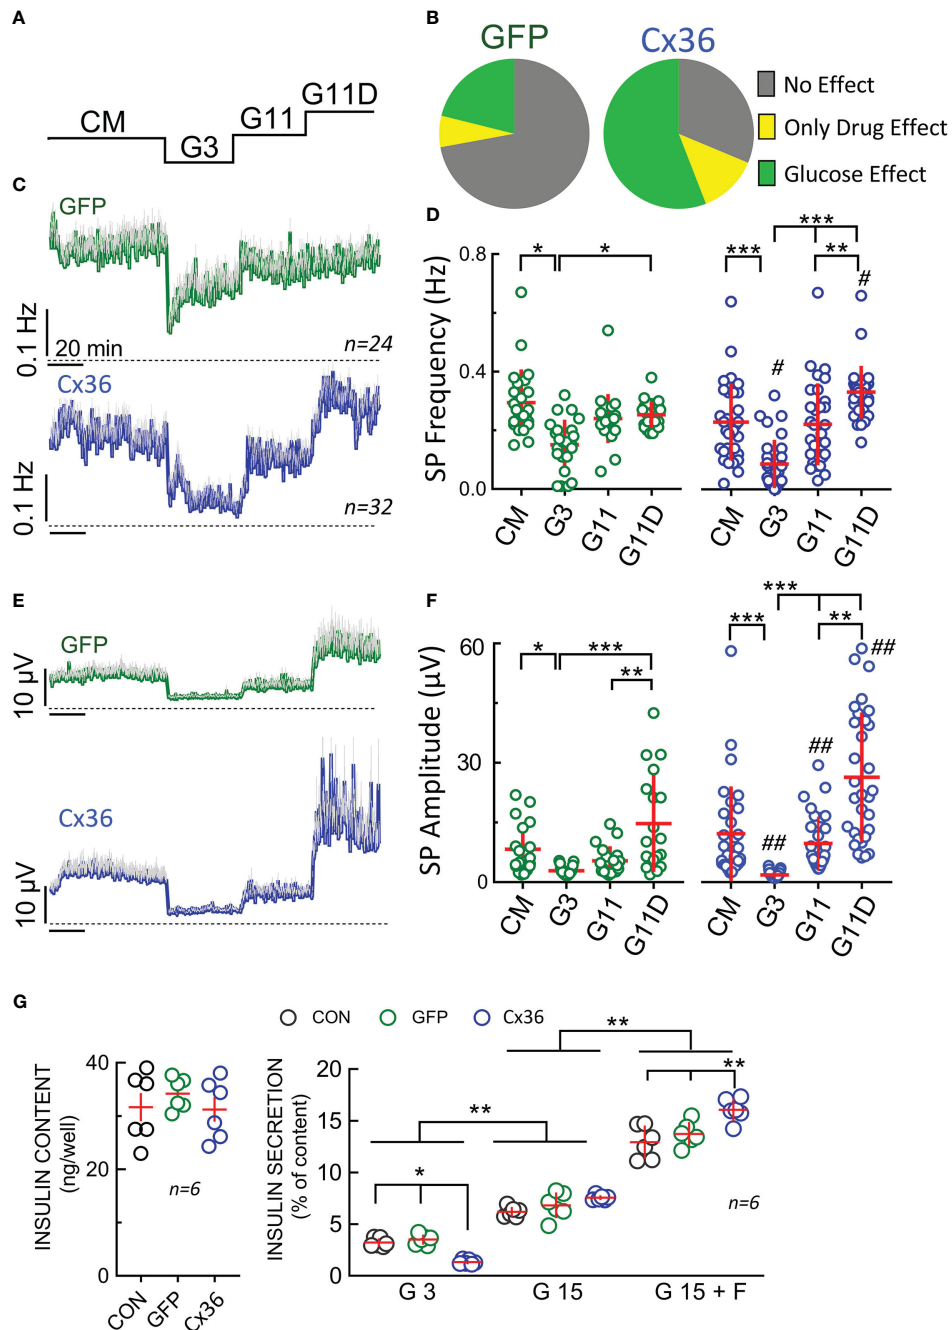 A
CM
G3
G11
G11D
B
GFP
Cx36
No Effect
Only Drug Effect
Glucose Effect
C
GFP
0.1 Hz
20 min
n=24
Cx36
0.1 Hz
n=32
D
SP Frequency (Hz)
0.8
0.4
0.0
*
*
***
***
**
#
#
CM
G3
G11
G11D
CM
G3
G11
G11D
E
GFP
10 µV
Cx36
10 µV
F
SP Amplitude (µV)
60
30
0
*
***
**
***
***
**
##
##
##
CM
G3
G11
G11D
CM
G3
G11
G11D
G
CON
GFP
Cx36
INSULIN CONTENT
(ng/well)
40
20
0
n=6
CON
GFP
Cx36
INSULIN SECRETION
(% of content)
20
15
10
5
0
**
**
**
*
n=6
G 3
G 15
G 15 + F